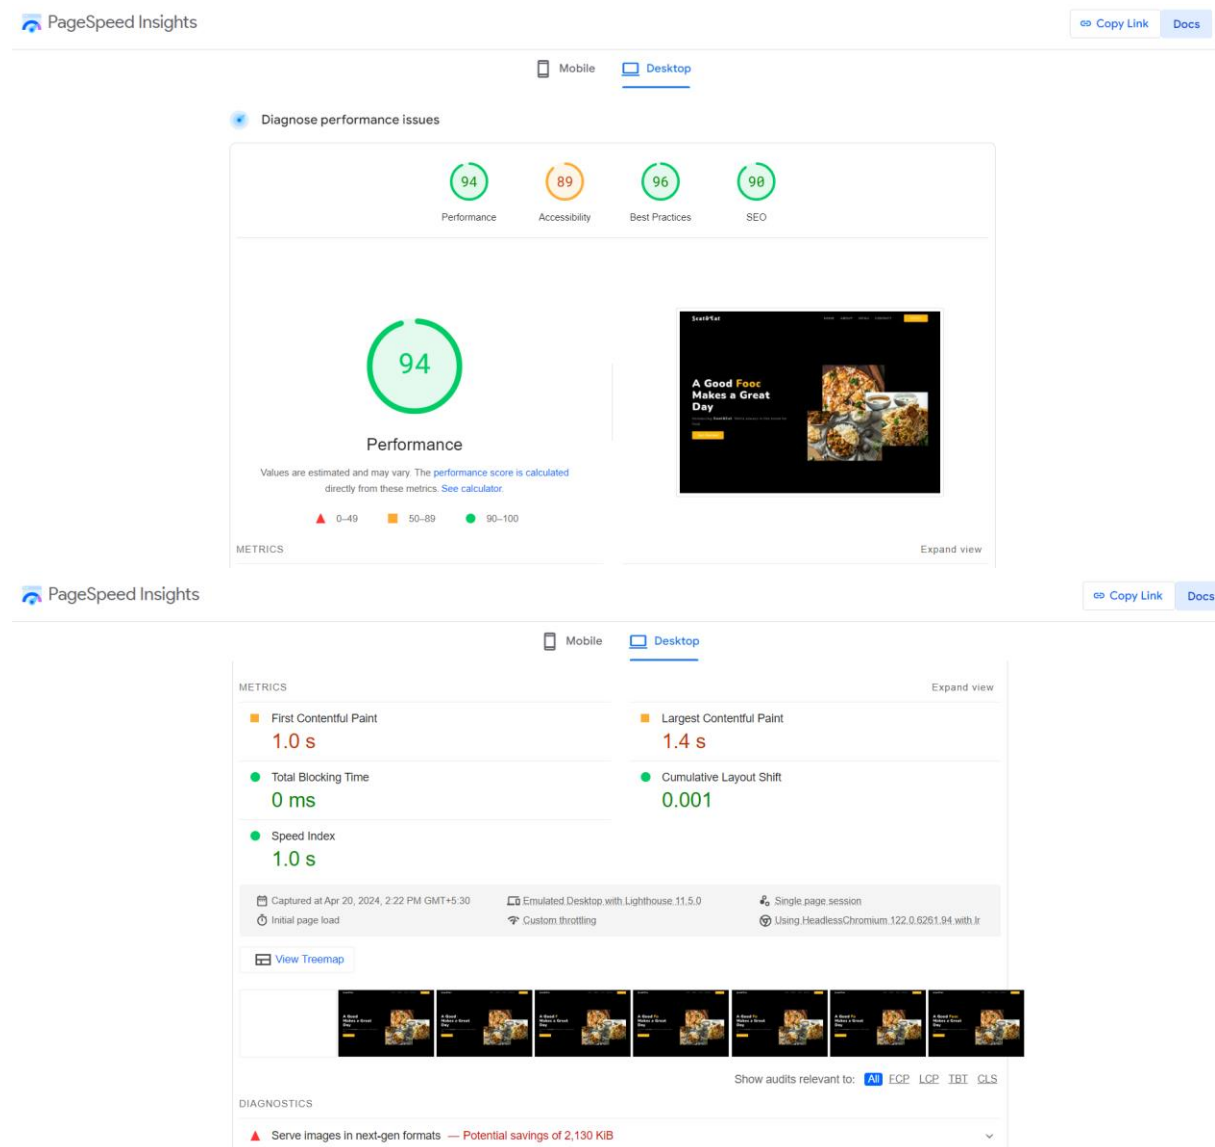 PageSpeed Insights
Copy Link
Docs
Mobile
Desktop
Diagnose performance issues
94
89
96
90
Performance
Accessibility
Best Practices
SEO
94
Performance
Values are estimated and may vary. The performance score is calculated
directly from these metrics. See calculator.
0–49
50–89
90–100
A Good Fooc
Makes a Great
Day
METRICS
Expand view
PageSpeed Insights
Copy Link
Docs
Mobile
Desktop
METRICS
Expand view
First Contentful Paint
1.0 s
Largest Contentful Paint
1.4 s
Total Blocking Time
0 ms
Cumulative Layout Shift
0.001
Speed Index
1.0 s
Captured at Apr 20, 2024, 2:22 PM GMT+5:30
Emulated Desktop with Lighthouse 11.5.0
Single page session
Initial page load
Custom throttling
Using HeadlessChromium 122.0.6261.94 with lr
View Treemap
Show audits relevant to: All FCP LCP TBT CLS
DIAGNOSTICS
Serve images in next-gen formats — Potential savings of 2,130 KiB